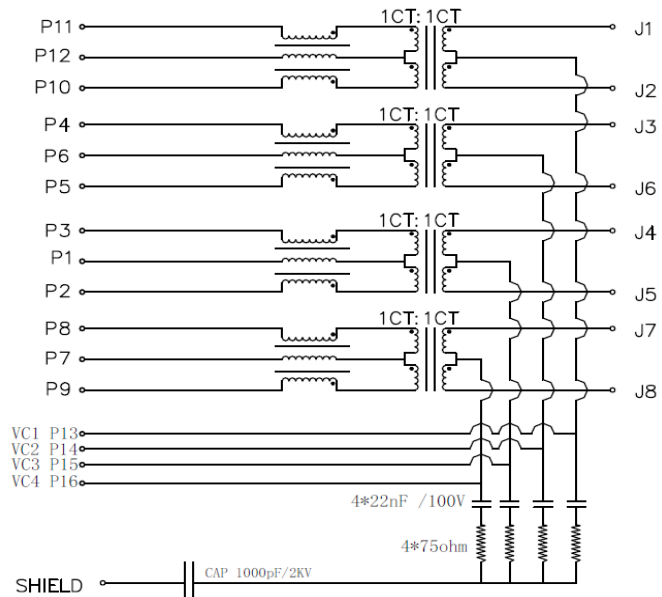 1CT: 1CT
P11 J1
P12
P10 J2
1CT: 1CT
P4 J3
P6
P5 J6
1CT: 1CT
P3 J4
P1
P2 J5
1CT: 1CT
P8 J7
P7
P9 J8
VC1 P13
VC2 P14
VC3 P15
VC4 P16
4*22nF /100V
4*75ohm
CAP 1000pF/2KV
SHIELD